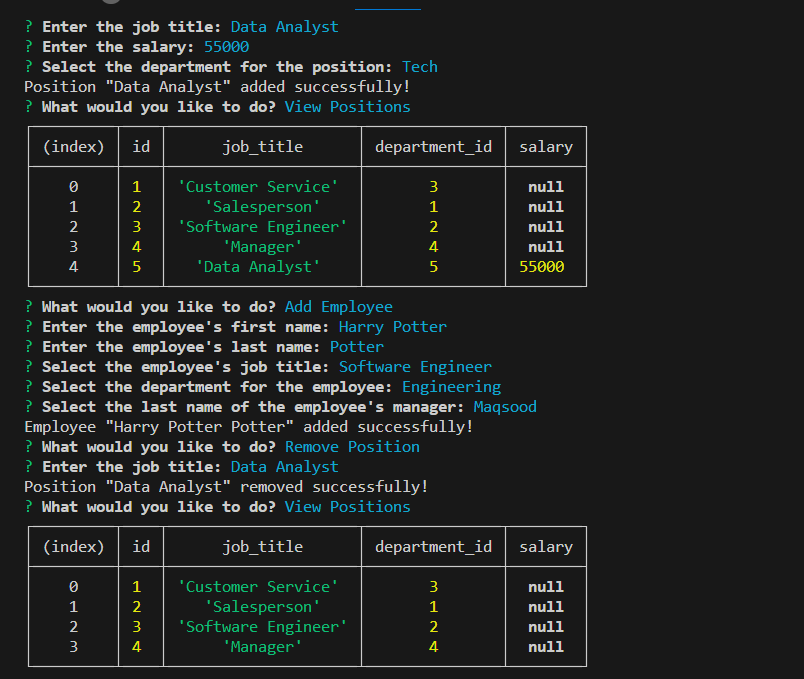 ? Enter the job title: Data Analyst
? Enter the salary: 55000
? Select the department for the position: Tech
Position "Data Analyst" added successfully!
? What would you like to do? View Positions
(index) id job_title department_id salary
0 1 'Customer Service' 3 null
1 2 'Salesperson' 1 null
2 3 'Software Engineer' 2 null
3 4 'Manager' 4 null
4 5 'Data Analyst' 5 55000
? What would you like to do? Add Employee
? Enter the employee's first name: Harry Potter
? Enter the employee's last name: Potter
? Select the employee's job title: Software Engineer
? Select the department for the employee: Engineering
? Select the last name of the employee's manager: Maqsood
Employee "Harry Potter Potter" added successfully!
? What would you like to do? Remove Position
? Enter the job title: Data Analyst
Position "Data Analyst" removed successfully!
? What would you like to do? View Positions
(index) id job_title department_id salary
0 1 'Customer Service' 3 null
1 2 'Salesperson' 1 null
2 3 'Software Engineer' 2 null
3 4 'Manager' 4 null